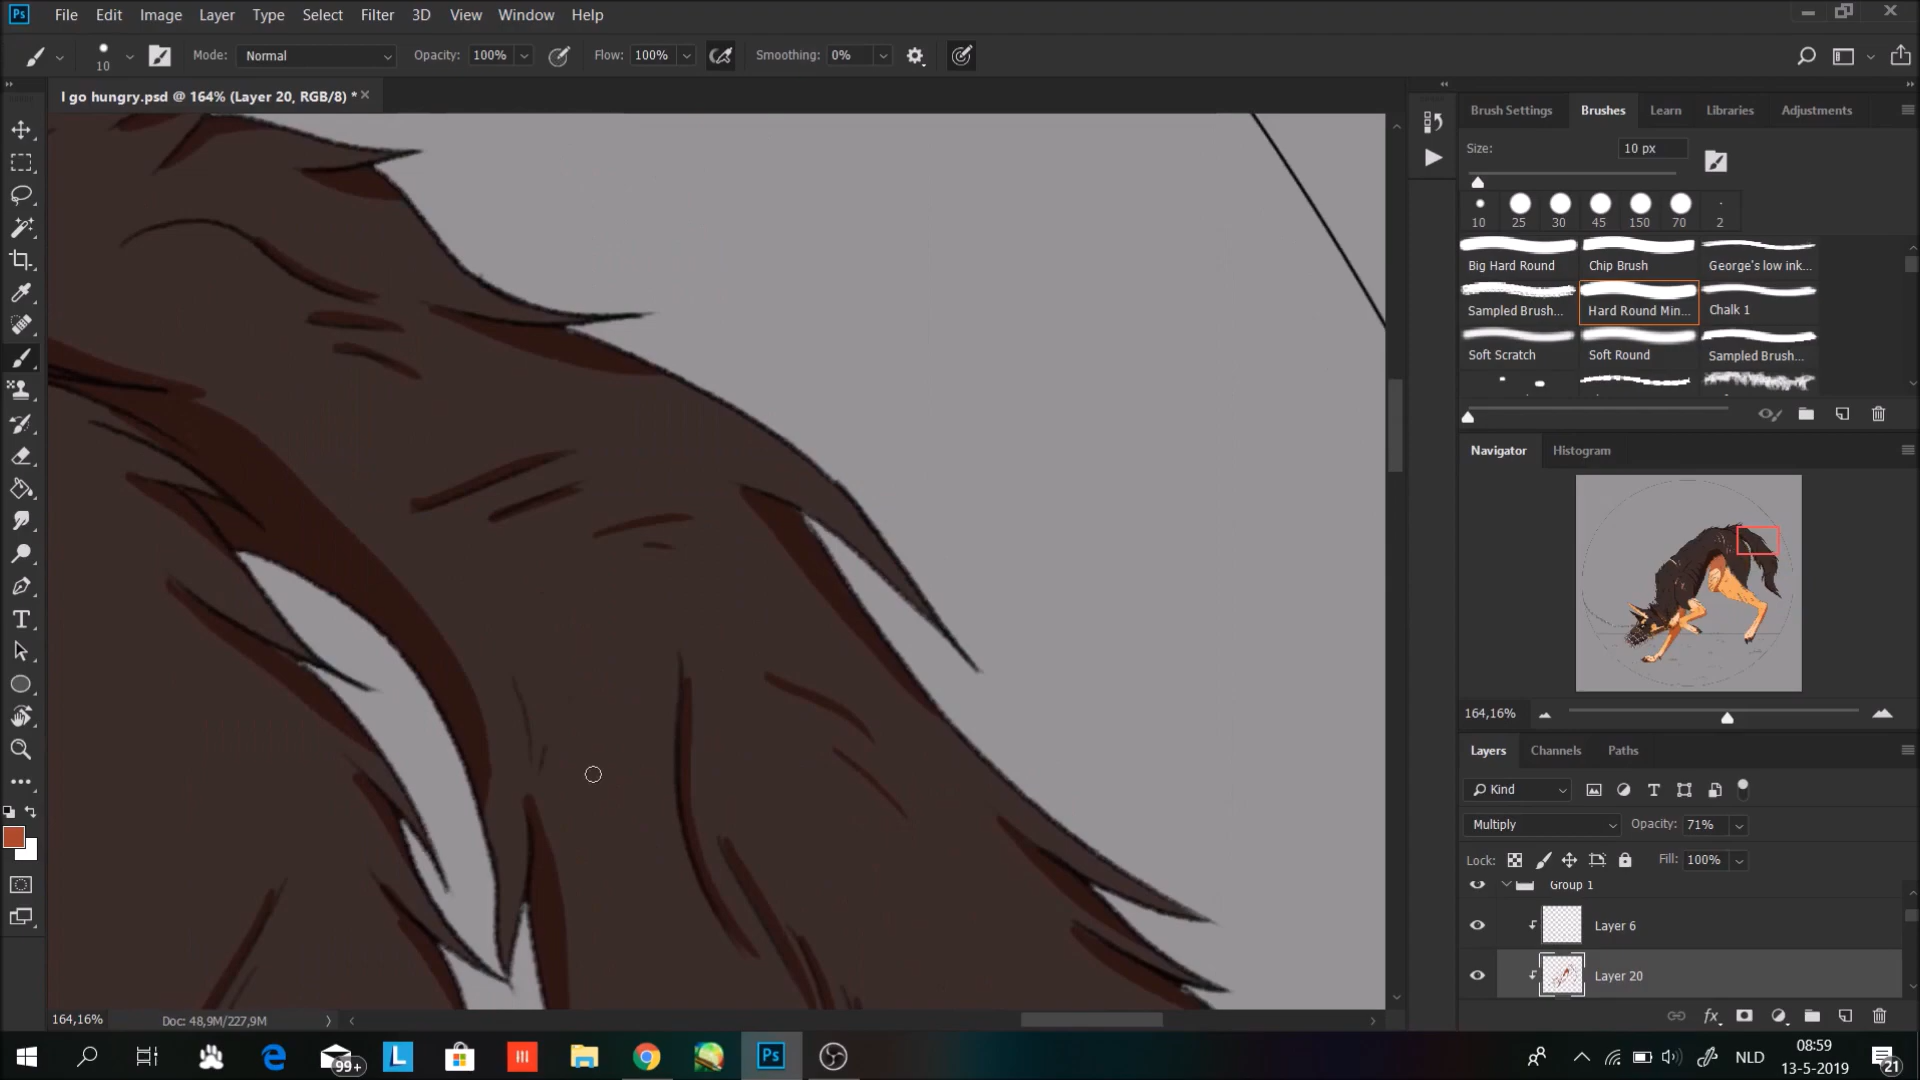 Ps File Edit Image Layer Type Select Filter 3D View Window Help
10 Mode: Normal Opacity: 100% Flow: 100% Smoothing: 0%
I go hungry.psd @ 164% (Layer 20, RGB/8) *
Brush Settings Brushes Learn Libraries Adjustments
Size: 10 px
10 25 30 45 150 70 2
Big Hard Round Chip Brush George's low ink...
Sampled Brush... Hard Round Min... Chalk 1
Soft Scratch Soft Round Sampled Brush...
Navigator Histogram
164,16%
Layers Channels Paths
Kind
Multiply Opacity: 71%
Lock: Fill: 100%
Group 1
Layer 6
Layer 20
fx
T
164,16% Doc: 48,9M/227,9M
99+ L Ps NLD 08:59
13-5-2019 21